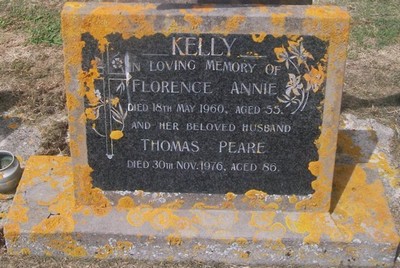 KELLY
IN LOVING MEMORY OF
FLORENCE ANNIE
DIED 18TH MAY 1960, AGED 55.
AND HER BELOVED HUSBAND
THOMAS PEARE
DIED 30TH NOV. 1976, AGED 86.